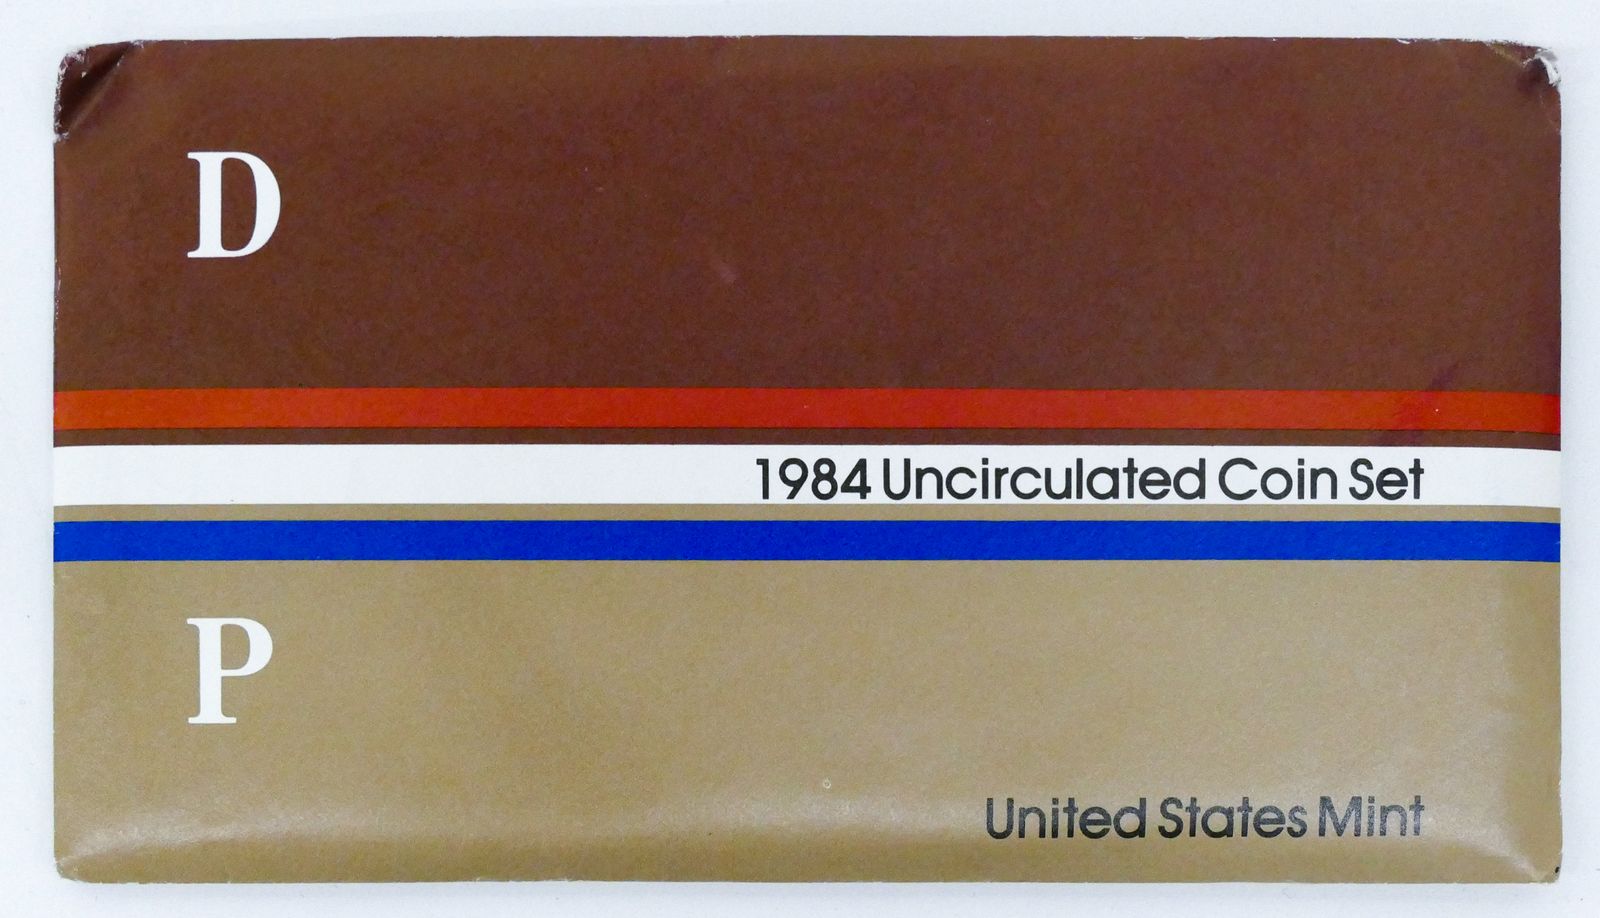 D
1984 Uncirculated Coin Set
P
United States Mint